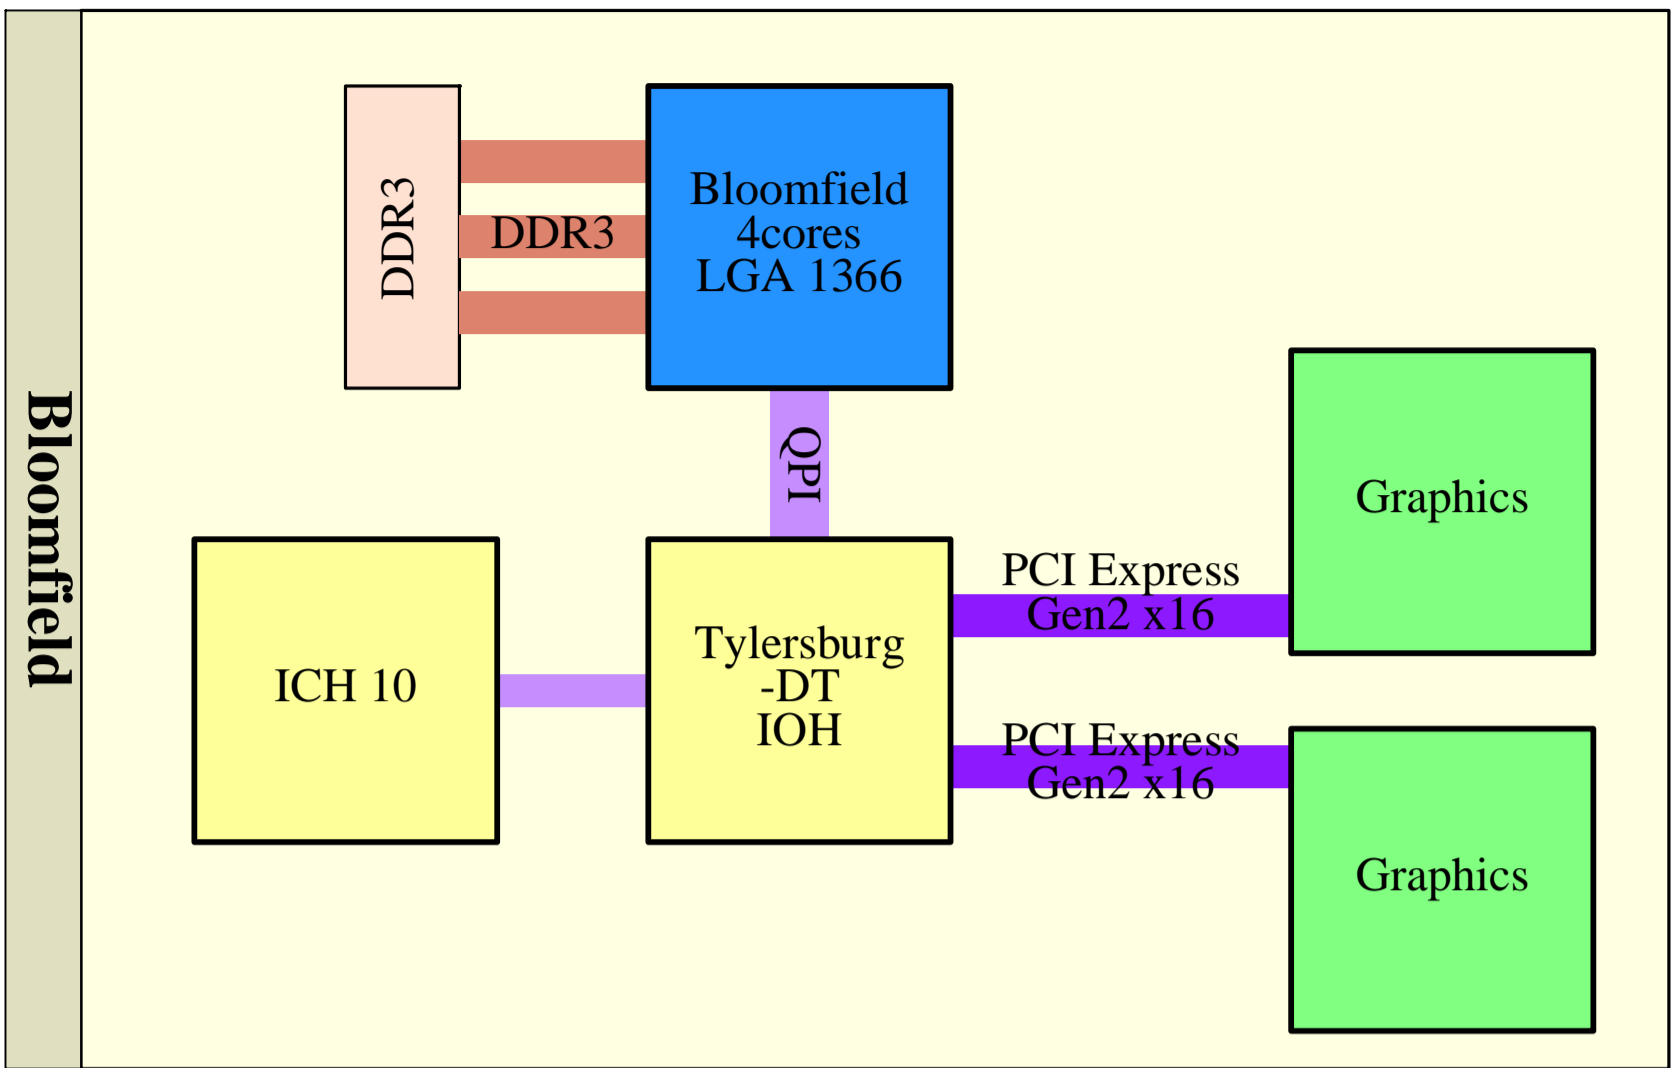 Bloomfield
DDR3
DDR3
Bloomfield
4cores
LGA 1366
QPI
Graphics
PCI Express
Gen2 x16
ICH 10
Tylersburg
-DT
IOH
PCI Express
Gen2 x16
Graphics